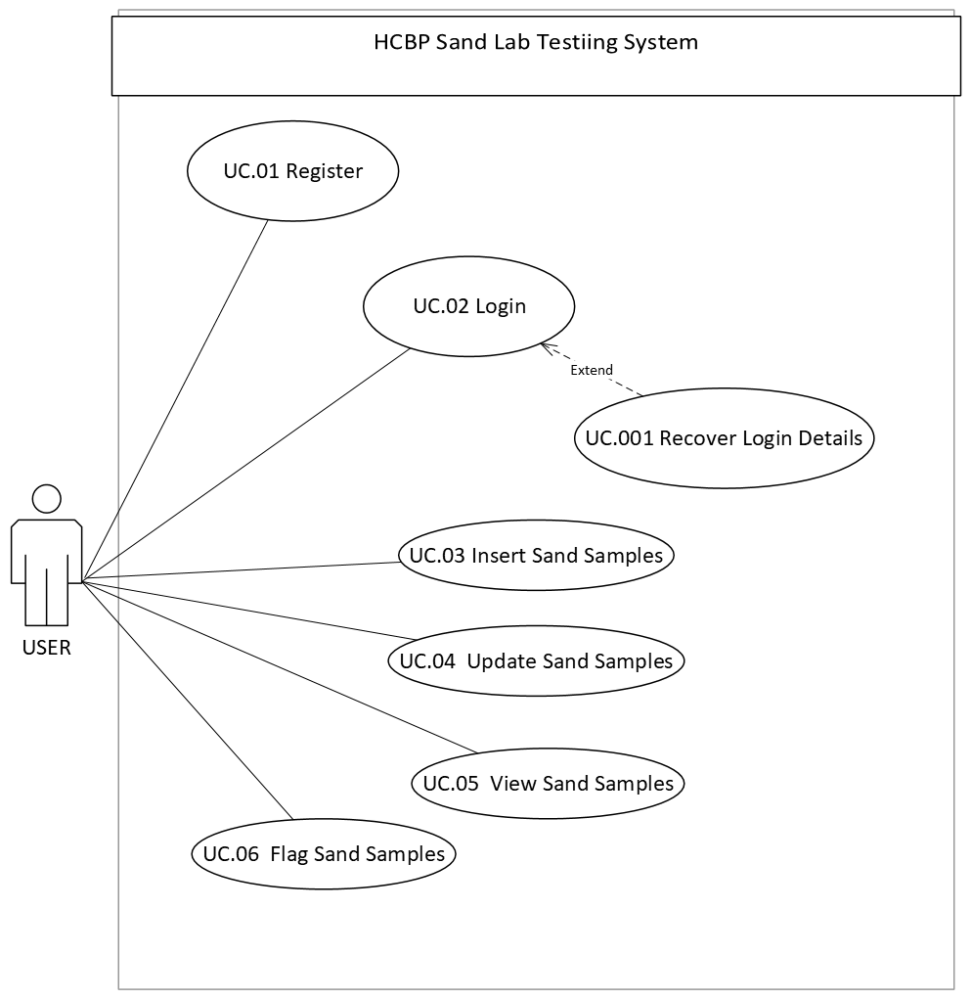 HCBP Sand Lab Testiing System
UC.01 Register
UC.02 Login
Extend
UC.001 Recover Login Details
UC.03 Insert Sand Samples
USER
UC.04  Update Sand Samples
UC.05  View Sand Samples
UC.06  Flag Sand Samples